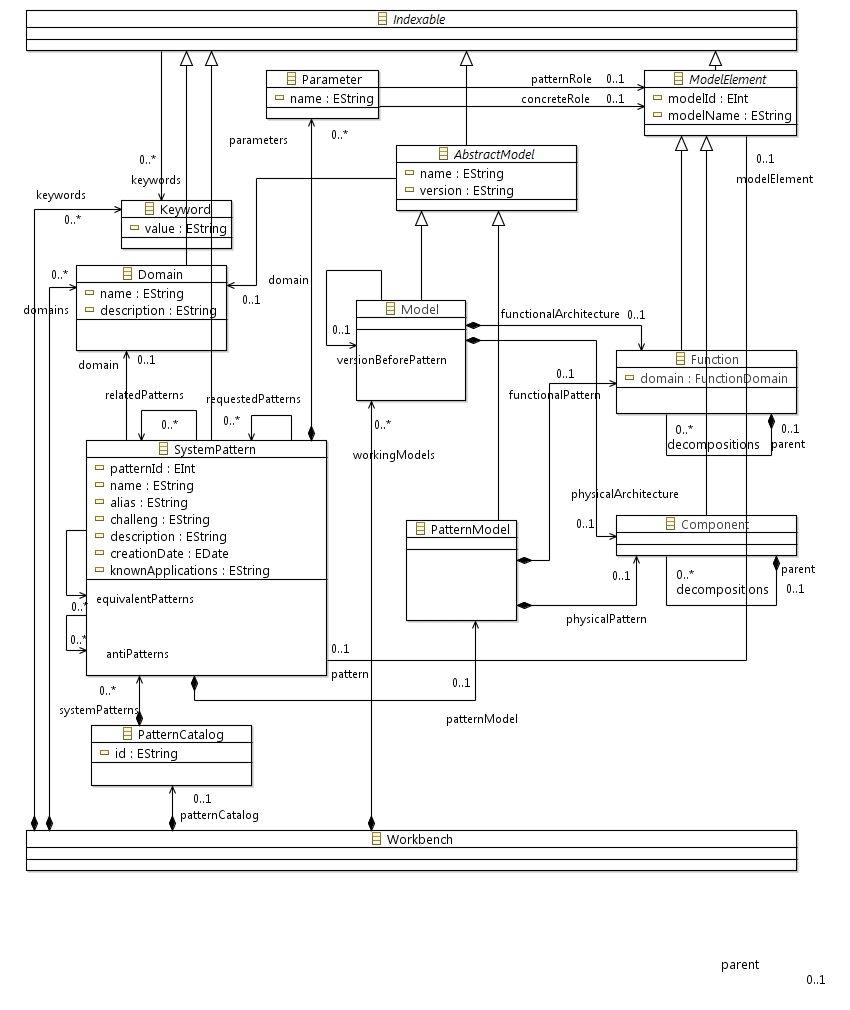 Indexable
Parameter
name : EString
patternRole 0..1
concreteRole 0..1
ModelElement
modelId : EInt
modelName : EString
parameters
0..*
AbstractModel
name : EString
version : EString
0..1
modelElement
0..*
keywords
keywords
0..*
Keyword
value : EString
0..*
domains
Domain
name : EString
description : EString
domain
0..1
0..1
versionBeforePattern
Model
functionalArchitecture 0..1
Function
domain : FunctionDomain
domain
0..1
relatedPatterns
0..*
requestedPatterns
0..*
0..1
functionalPattern
0..*
workingModels
0..*
decompositions
0..1
parent
SystemPattern
patternId : EInt
name : EString
alias : EString
challeng : EString
description : EString
creationDate : EDate
knownApplications : EString
equivalentPatterns
0..*
0..*
antiPatterns
physicalArchitecture
0..1
PatternModel
Component
0..1
0..*
decompositions
parent
0..1
physicalPattern
0..1
pattern
0..1
patternModel
0..*
systemPatterns
PatternCatalog
id : EString
0..1
patternCatalog
Workbench
parent
0..1